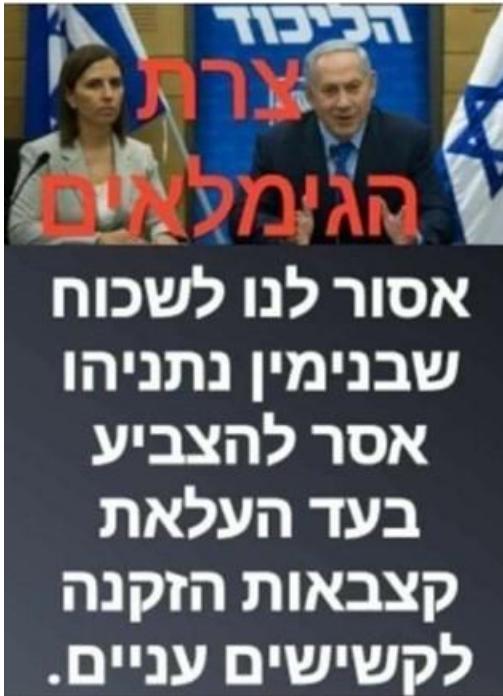 הליכוד
צרת
הגימלאים
אסור לנו לשכוח
שבנימין נתניהו
אסר להצביע
בעד העלאת
קצבאות הזקנה
לקשישים עניים.